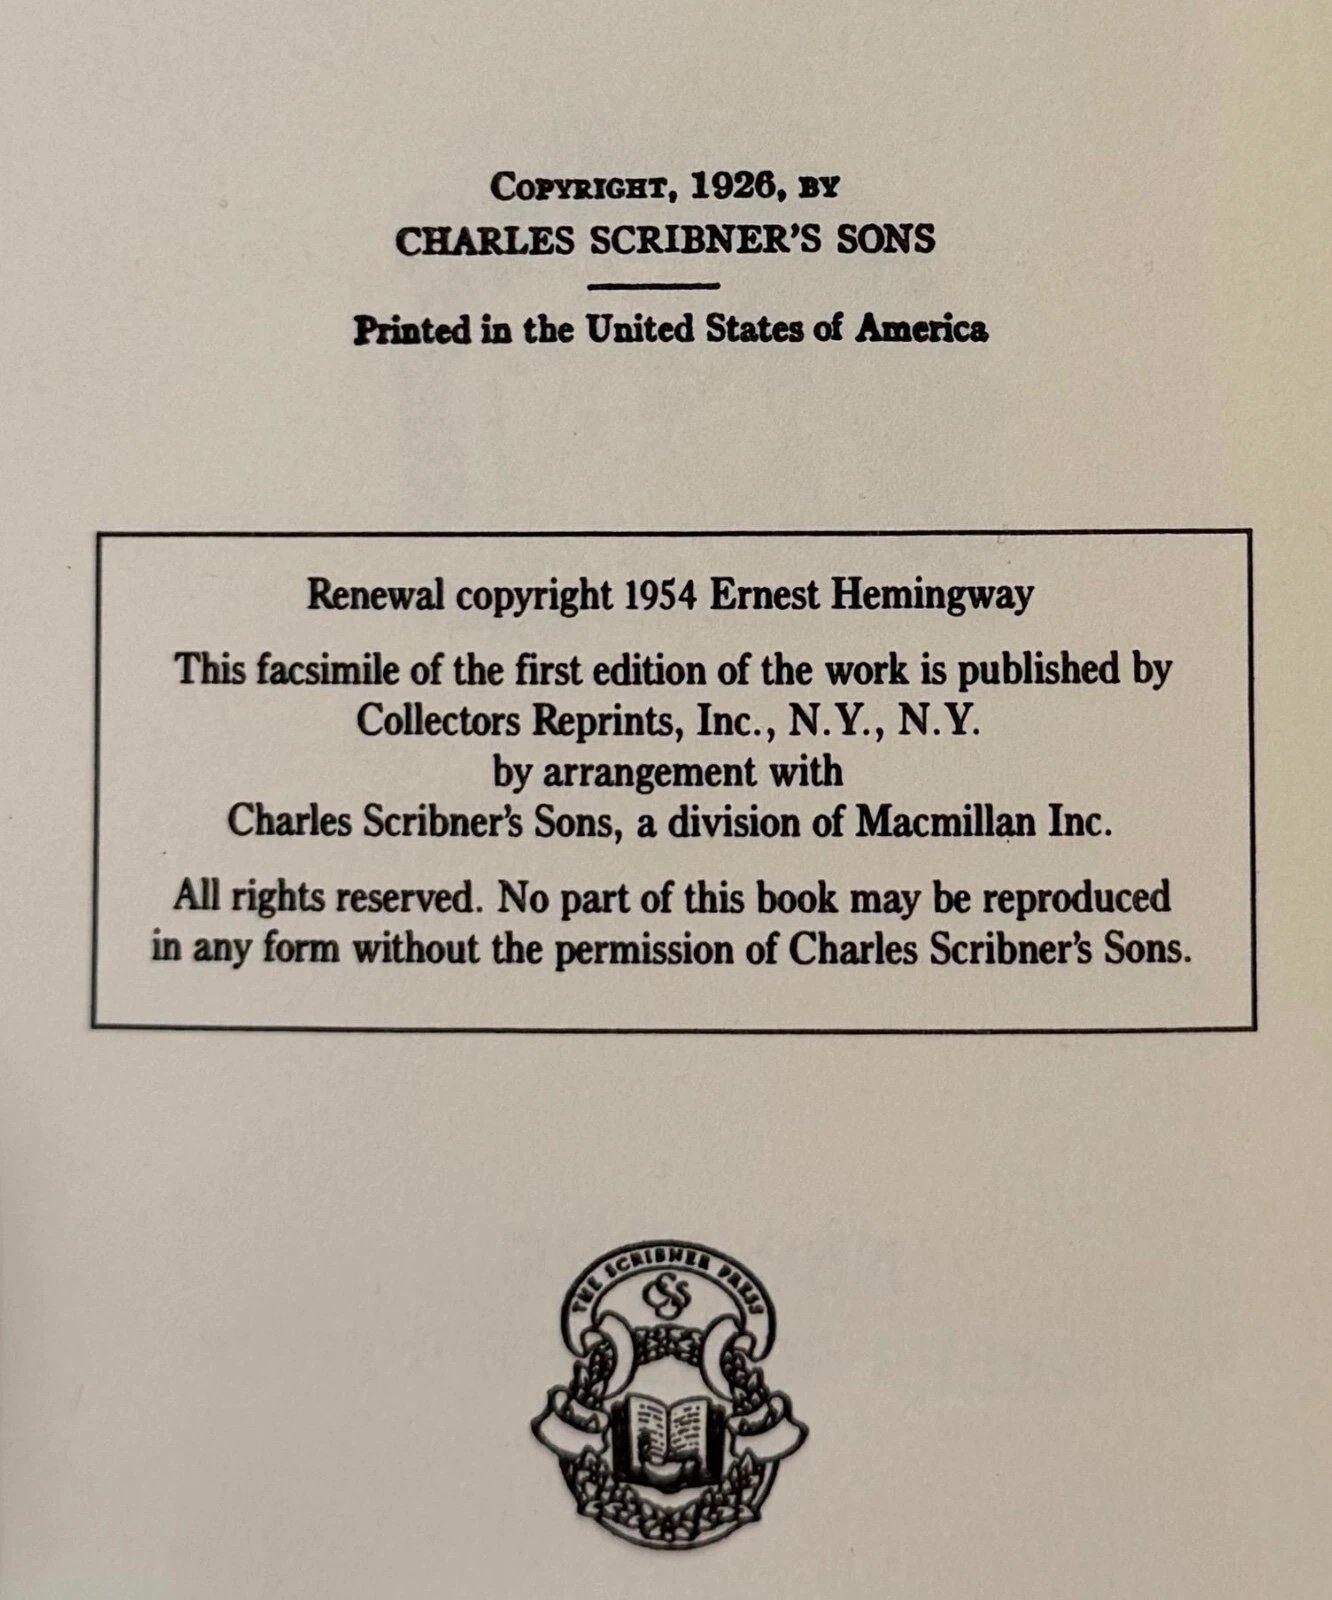 COPYRIGHT, 1926, BY
CHARLES SCRIBNER'S SONS
Printed in the United States of America
Renewal copyright 1954 Ernest Hemingway
This facsimile of the first edition of the work is published by
Collectors Reprints, Inc., N.Y., N.Y.
by arrangement with
Charles Scribner's Sons, a division of Macmillan Inc.
All rights reserved. No part of this book may be reproduced
in any form without the permission of Charles Scribner's Sons.
THE SCRIBNER PRESS
CSS